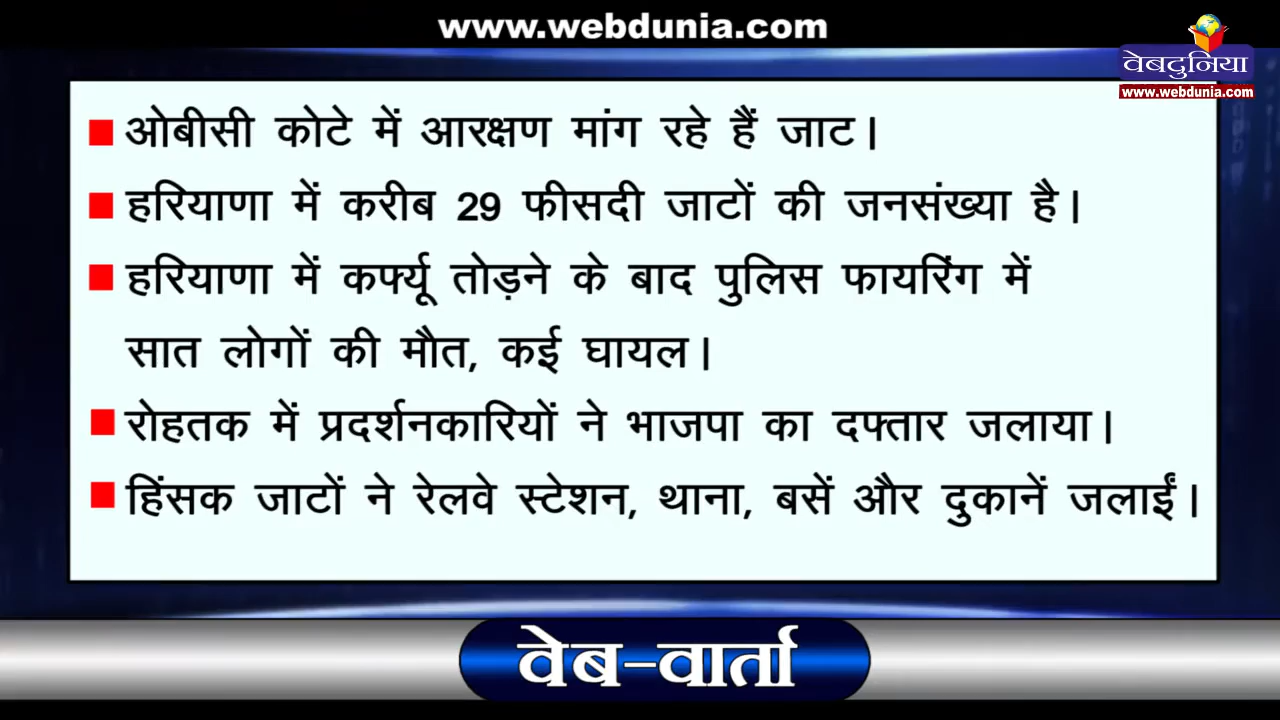 www.webdunia.com
वेबदुनिया
www.webdunia.com
ओबीसी कोटे में आरक्षण मांग रहे हैं जाट।
हरियाणा में करीब 29 फीसदी जाटों की जनसंख्या है।
हरियाणा में कर्फ्यू तोड़ने के बाद पुलिस फायरिंग में
सात लोगों की मौत, कई घायल।
रोहतक में प्रदर्शनकारियों ने भाजपा का दफ्तार जलाया।
हिंसक जाटों ने रेलवे स्टेशन, थाना, बसें और दुकानें जलाईं।
वेब-वार्ता